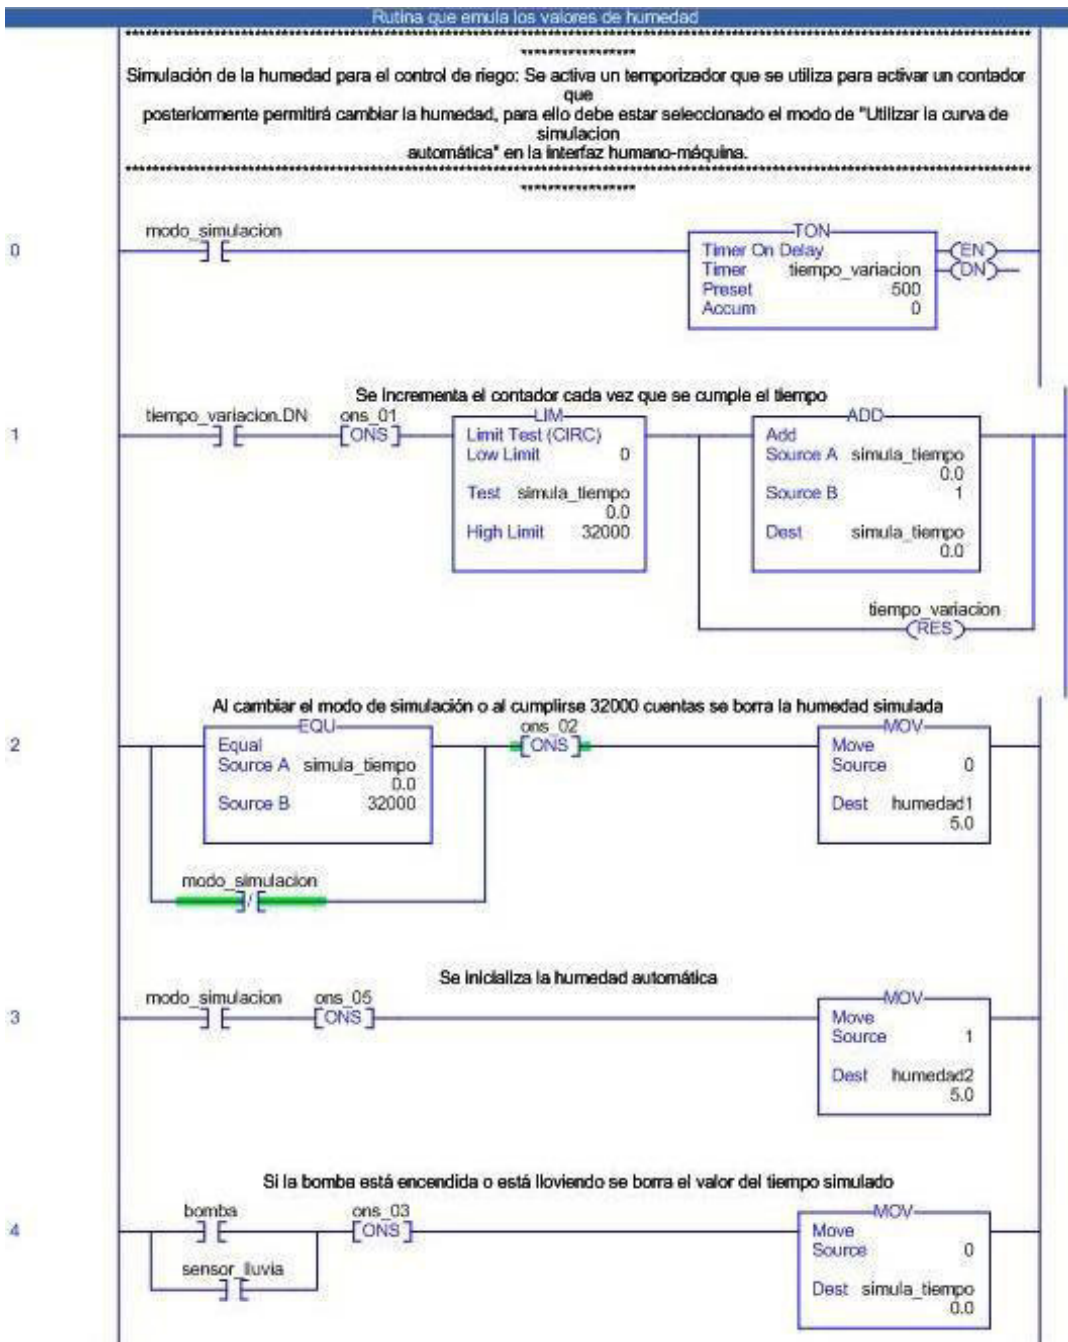 Rutina que emula los valores de humedad
*****************************************************************************************
*****************
Simulación de la humedad para el control de riego: Se activa un temporizador que se utiliza para activar un contador
que
posteriormente permitirá cambiar la humedad, para ello debe estar seleccionado el modo de "Utilizar la curva de
simulacion
automática" en la interfaz humano-máquina.
*****************************************************************************************
*****************
0
modo_simulacion
TON
Timer On Delay
Timer tiempo_variacion
Preset 500
Accum 0
EN
DN
Se Incrementa el contador cada vez que se cumple el tiempo
1
tiempo_variacion.DN
ons_01
ONS
LIM
Limit Test (CIRC)
Low Limit 0
Test simula_tiempo
0.0
High Limit 32000
ADD
Add
Source A simula_tiempo
0.0
Source B 1
Dest simula_tiempo
0.0
tiempo_variacion
RES
Al cambiar el modo de simulación o al cumplirse 32000 cuentas se borra la humedad simulada
2
EQU
Equal
Source A simula_tiempo
0.0
Source B 32000
modo_simulacion
ons_02
ONS
MOV
Move
Source 0
Dest humedad1
5.0
Se inicializa la humedad automática
3
modo_simulacion
ons_05
ONS
MOV
Move
Source 1
Dest humedad2
5.0
Si la bomba está encendida o está lloviendo se borra el valor del tiempo simulado
4
bomba
sensor_lluvia
ons_03
ONS
MOV
Move
Source 0
Dest simula_tiempo
0.0